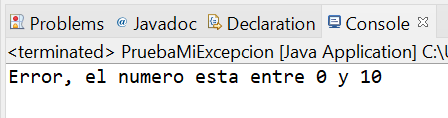 Problems @ Javadoc Declaration Console
<terminated> PruebaMiExcepcion [Java Application] C:\
Error, el numero esta entre 0 y 10